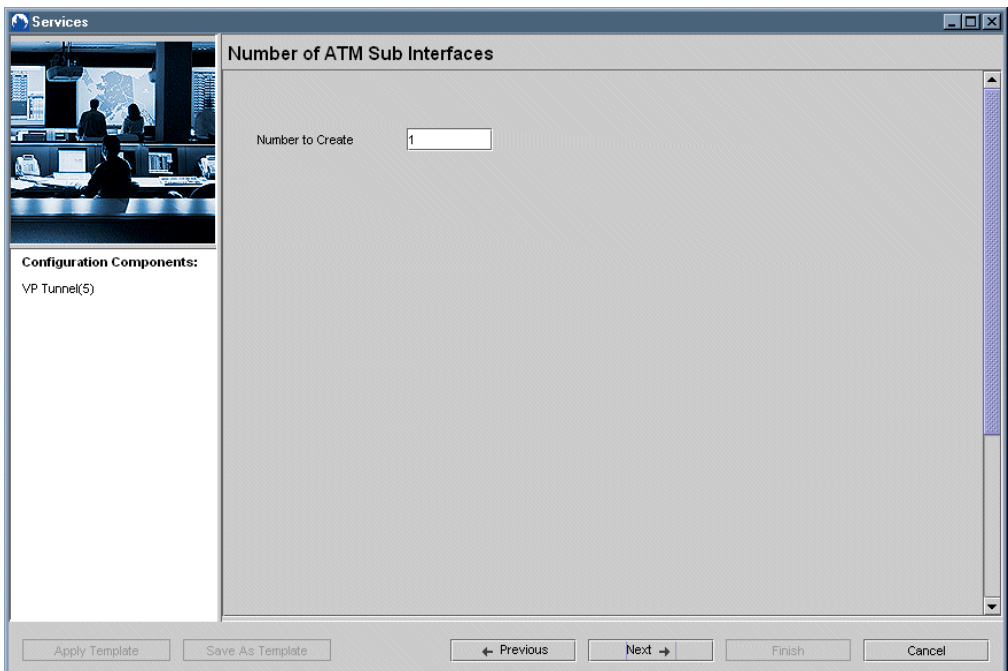 Services
Number of ATM Sub Interfaces
Number to Create
1
Configuration Components:
VP Tunnel(5)
Apply Template
Save As Template
Previous
Next
Finish
Cancel